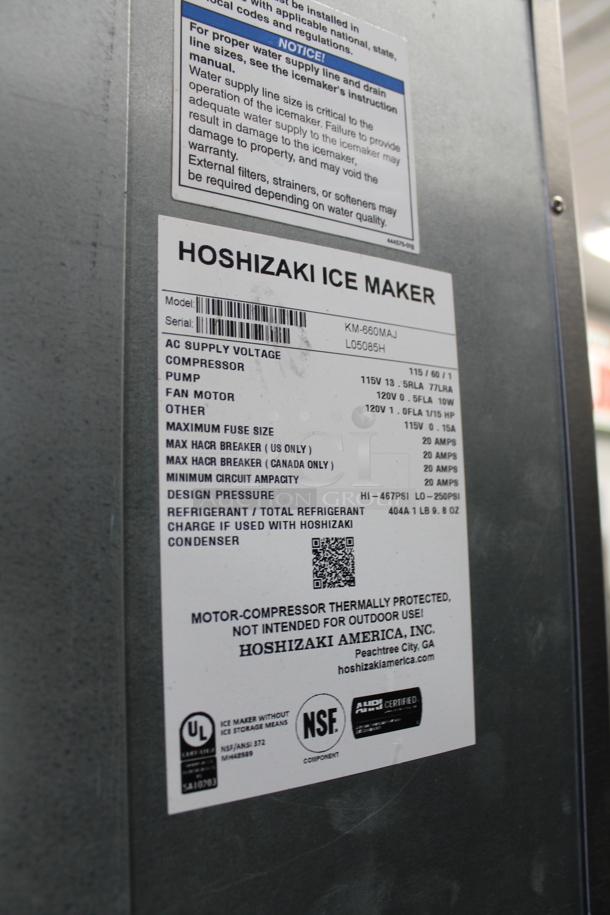 must be installed in
with applicable national, state,
local codes and regulations.
NOTICE!
For proper water supply line and drain
line sizes, see the icemaker's instruction
manual.
Water supply line size is critical to the
operation of the icemaker. Failure to provide
adequate water supply to the icemaker may
result in damage to the icemaker,
damage to property, and may void the
warranty.
External filters, strainers, or softeners may
be required depending on water quality.
HOSHIZAKI ICE MAKER
Model: KM-660MAJ
Serial: L05085H
AC SUPPLY VOLTAGE 115 / 60 / 1
COMPRESSOR 115V 13 . 5RLA 77LRA
PUMP 120V 0 . 5FLA 10W
FAN MOTOR 120V 1 . 0FLA 1/15 HP
OTHER 115V 0 . 15A
MAXIMUM FUSE SIZE 20 AMPS
MAX HACR BREAKER ( US ONLY ) 20 AMPS
MAX HACR BREAKER ( CANADA ONLY ) 20 AMPS
MINIMUM CIRCUIT AMPACITY 20 AMPS
DESIGN PRESSURE HI – 467PSI LO – 250PSI
REFRIGERANT / TOTAL REFRIGERANT 404A 1 LB 9. 8 OZ
CHARGE IF USED WITH HOSHIZAKI
CONDENSER
MOTOR-COMPRESSOR THERMALLY PROTECTED,
NOT INTENDED FOR OUTDOOR USE!
HOSHIZAKI AMERICA, INC.
Peachtree City, GA
hoshizakiamerica.com
UL
ICE MAKER WITHOUT
ICE STORAGE MEANS
NSF/ANSI 372
MH48989
SA10703
NSF.
COMPONENT
AHRI CERTIFIED